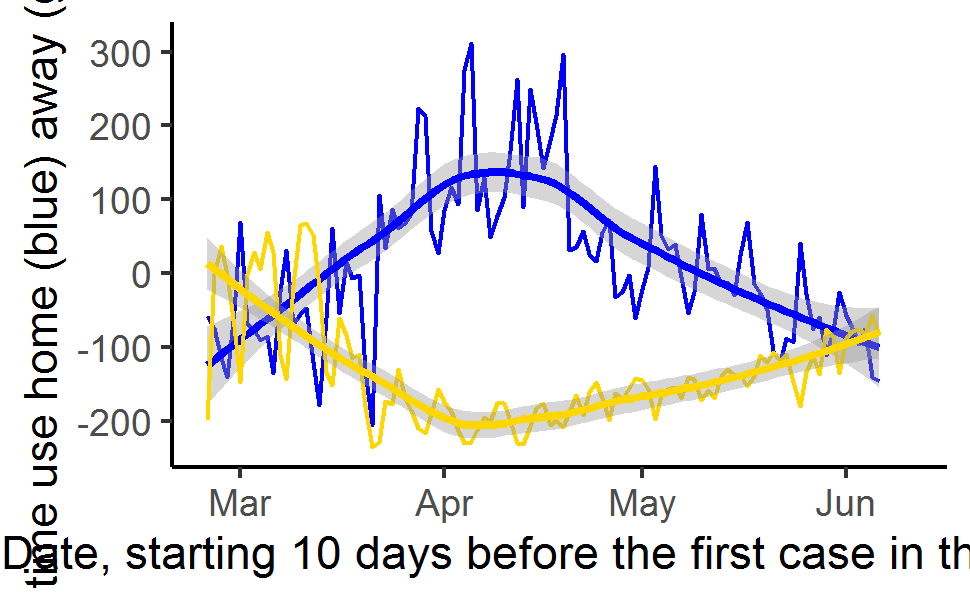 time use home (blue) away (
300
200
100
0
-100
-200
Mar Apr May Jun
Date, starting 10 days before the first case in th